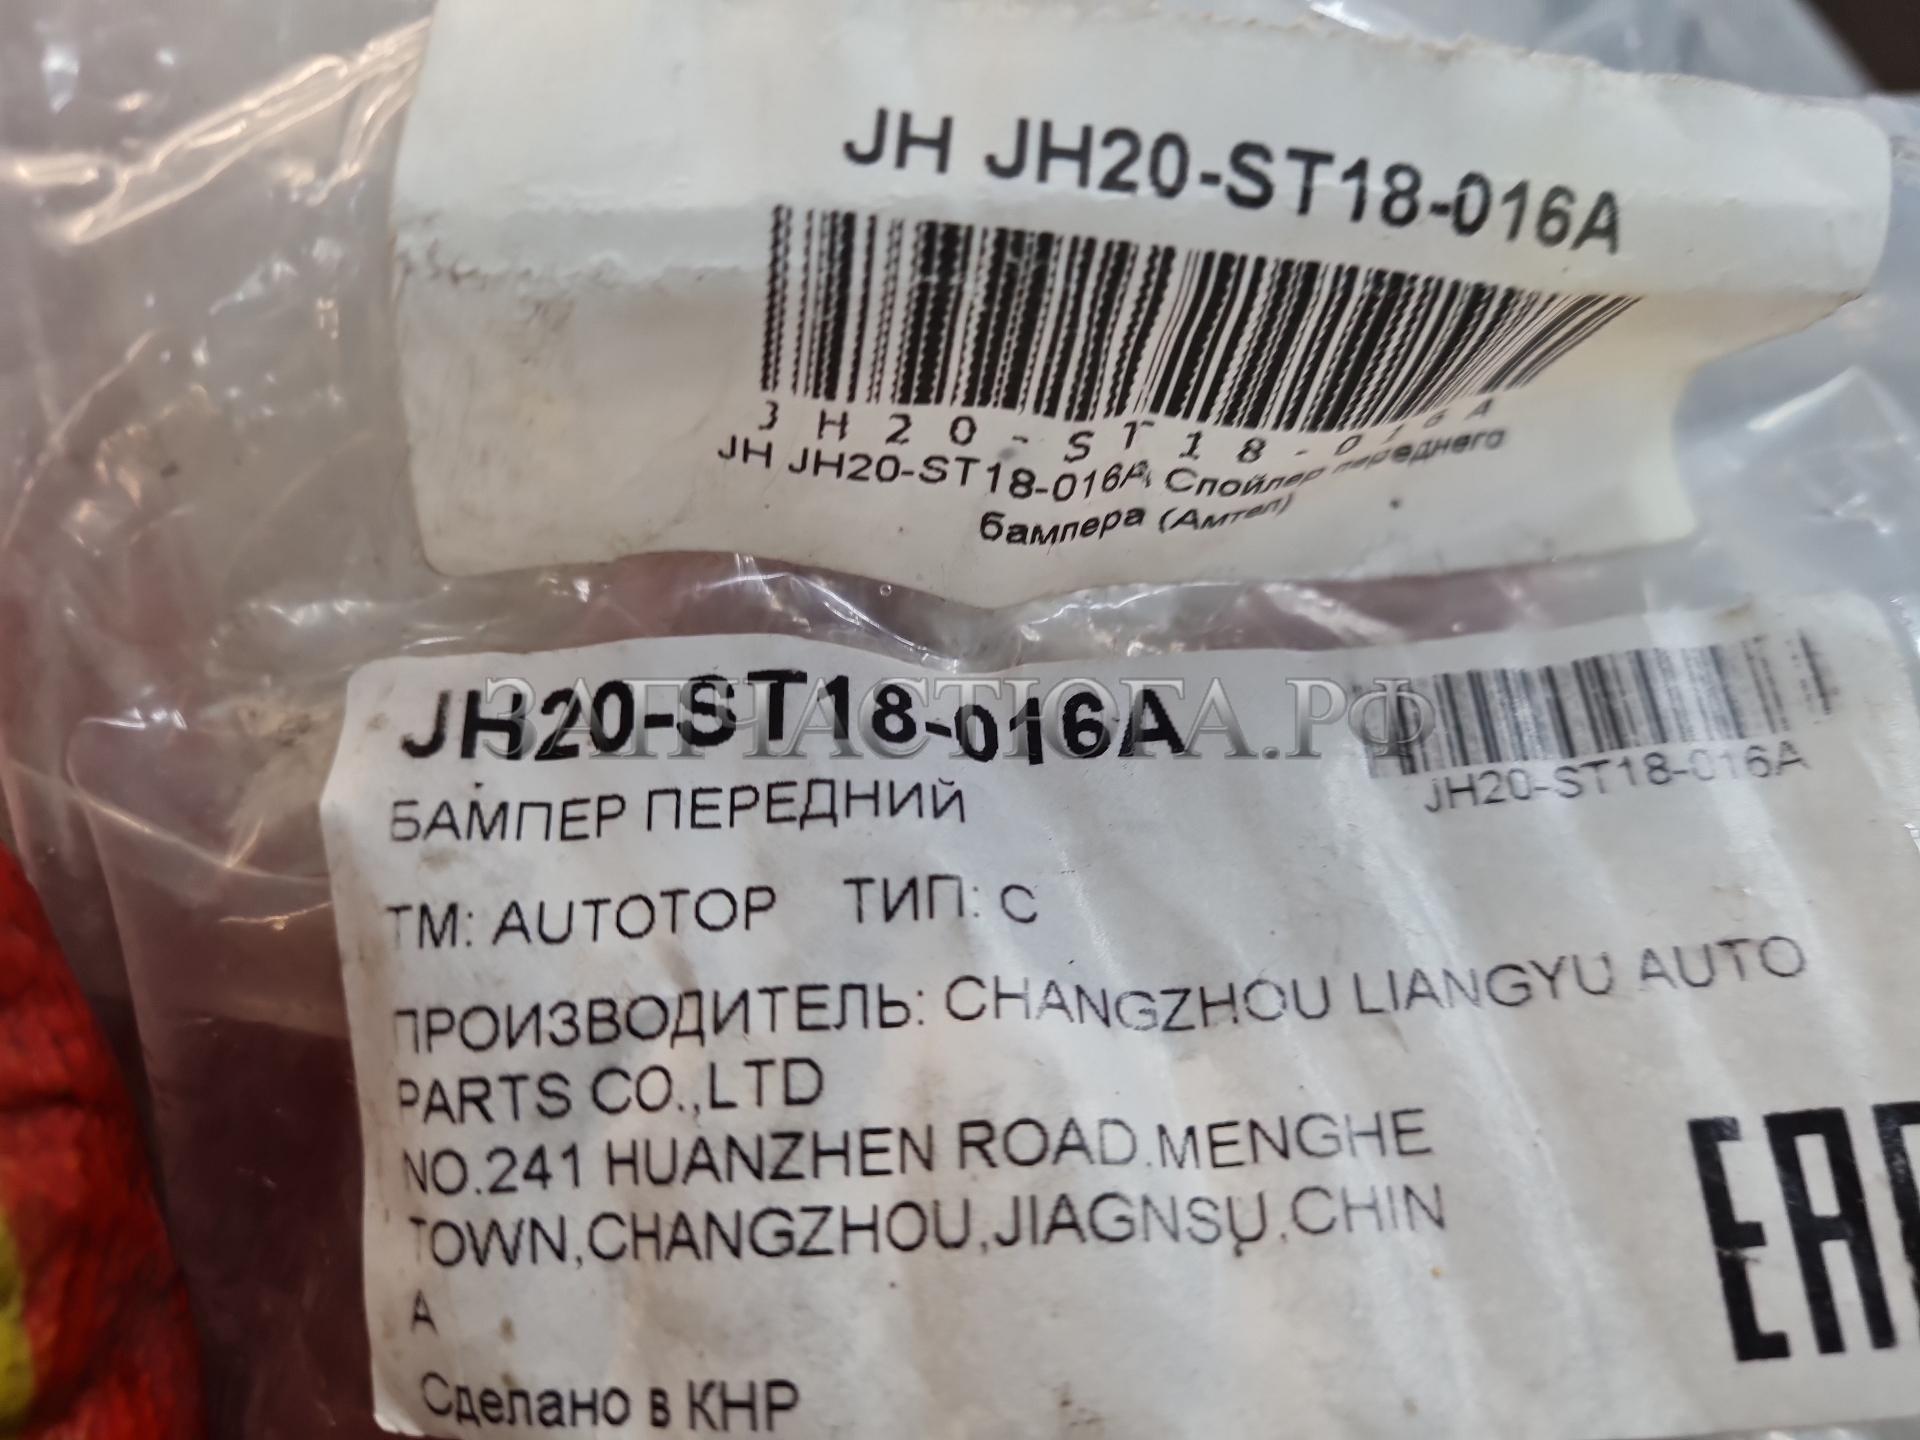 JH JH20-ST18-016A
JH20-ST18-016A
JH JH20-ST18-016A, Спойлер переднего
бампера (Амтел)
JH20-ST18-016A
ЗАПЧАСТЮГА.РФ
JH20-ST18-016A
БАМПЕР ПЕРЕДНИЙ
TM: AUTOTOP ТИП: C
ПРОИЗВОДИТЕЛЬ: CHANGZHOU LIANGYU AUTO
PARTS CO.,LTD
NO.241 HUANZHEN ROAD.MENGHE
TOWN,CHANGZHOU,JIAGNSU,CHIN
A
Сделано в КНР
EAC